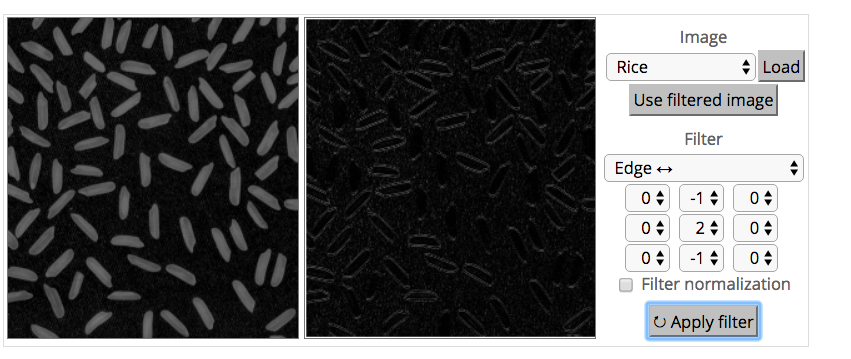 Image
Rice Load
Use filtered image
Filter
Edge ↔
0 -1 0
0 2 0
0 -1 0
Filter normalization
↻ Apply filter